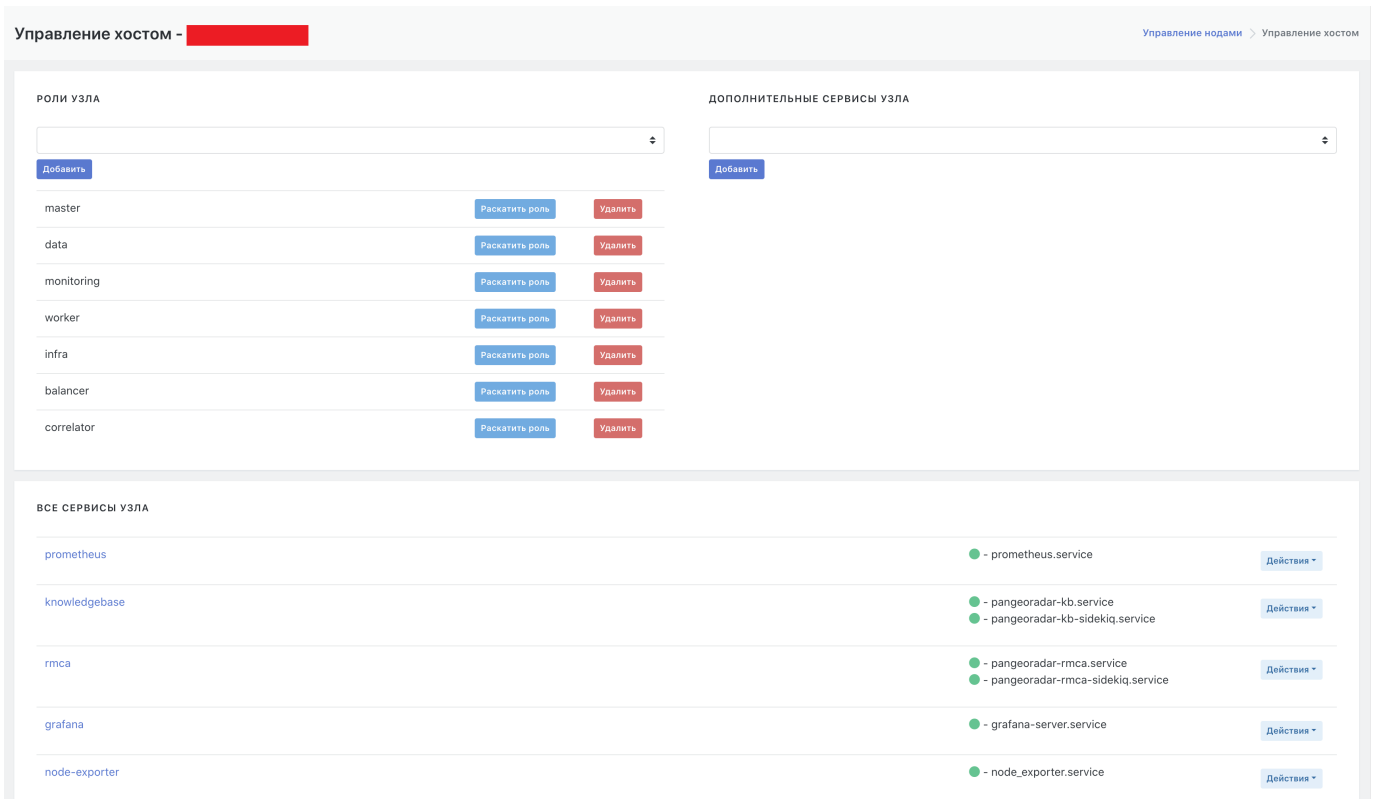 Управление хостом -
Управление нодами > Управление хостом
РОЛИ УЗЛА
Добавить
master Раскатить роль Удалить
data Раскатить роль Удалить
monitoring Раскатить роль Удалить
worker Раскатить роль Удалить
infra Раскатить роль Удалить
balancer Раскатить роль Удалить
correlator Раскатить роль Удалить
ДОПОЛНИТЕЛЬНЫЕ СЕРВИСЫ УЗЛА
Добавить
ВСЕ СЕРВИСЫ УЗЛА
prometheus - prometheus.service Действия
knowledgebase - pangeoradar-kb.service Действия
- pangeoradar-kb-sidekiq.service
rmca - pangeoradar-rmca.service Действия
- pangeoradar-rmca-sidekiq.service
grafana - grafana-server.service Действия
node-exporter - node_exporter.service Действия